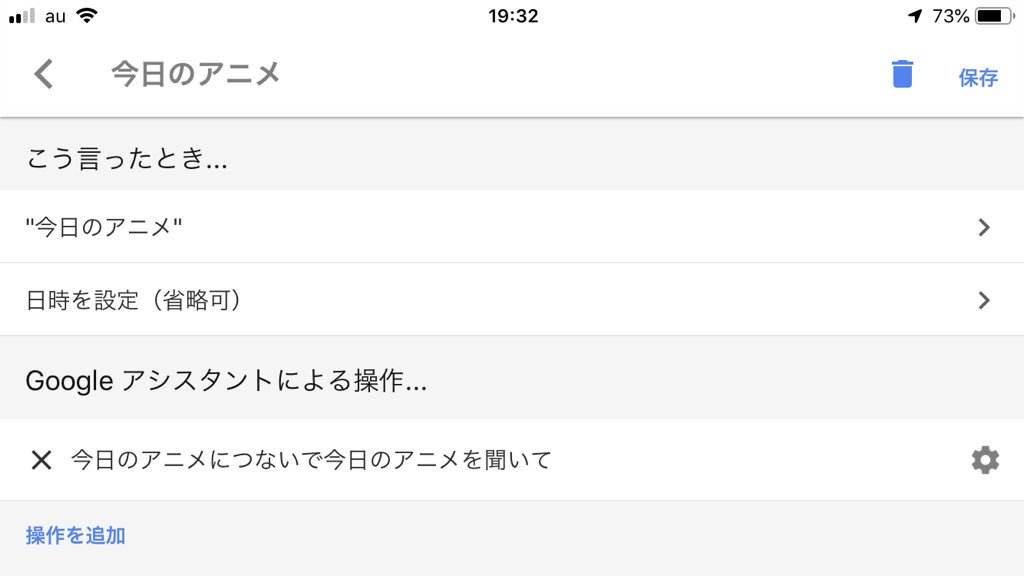 au 19:32 73%
今日のアニメ 保存
こう言ったとき...
"今日のアニメ"
日時を設定（省略可）
Google アシスタントによる操作...
今日のアニメにつないで今日のアニメを聞いて
操作を追加